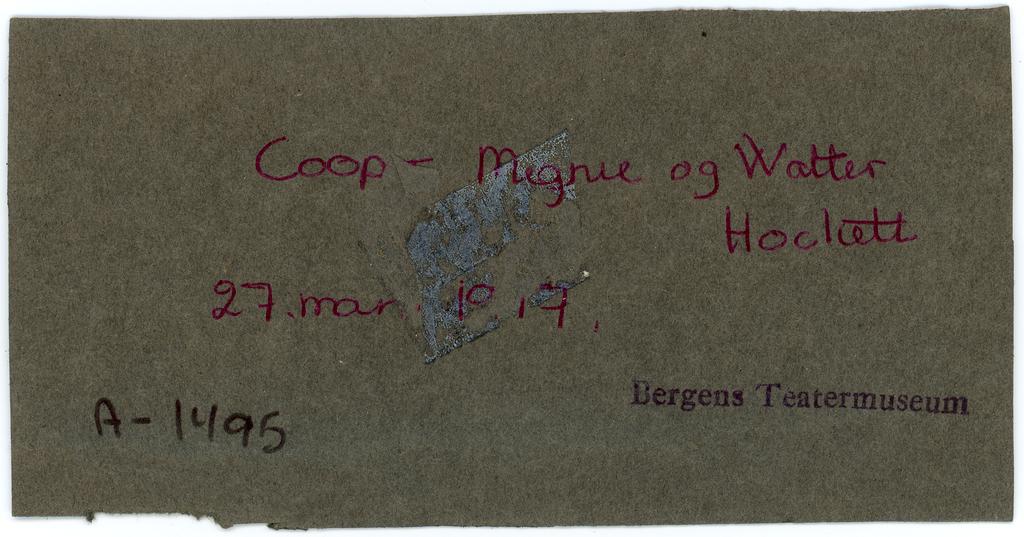 Coop - Mignie og Walter
Hockett
27. mar. 1917.
A-1495
Bergens Teatermuseum